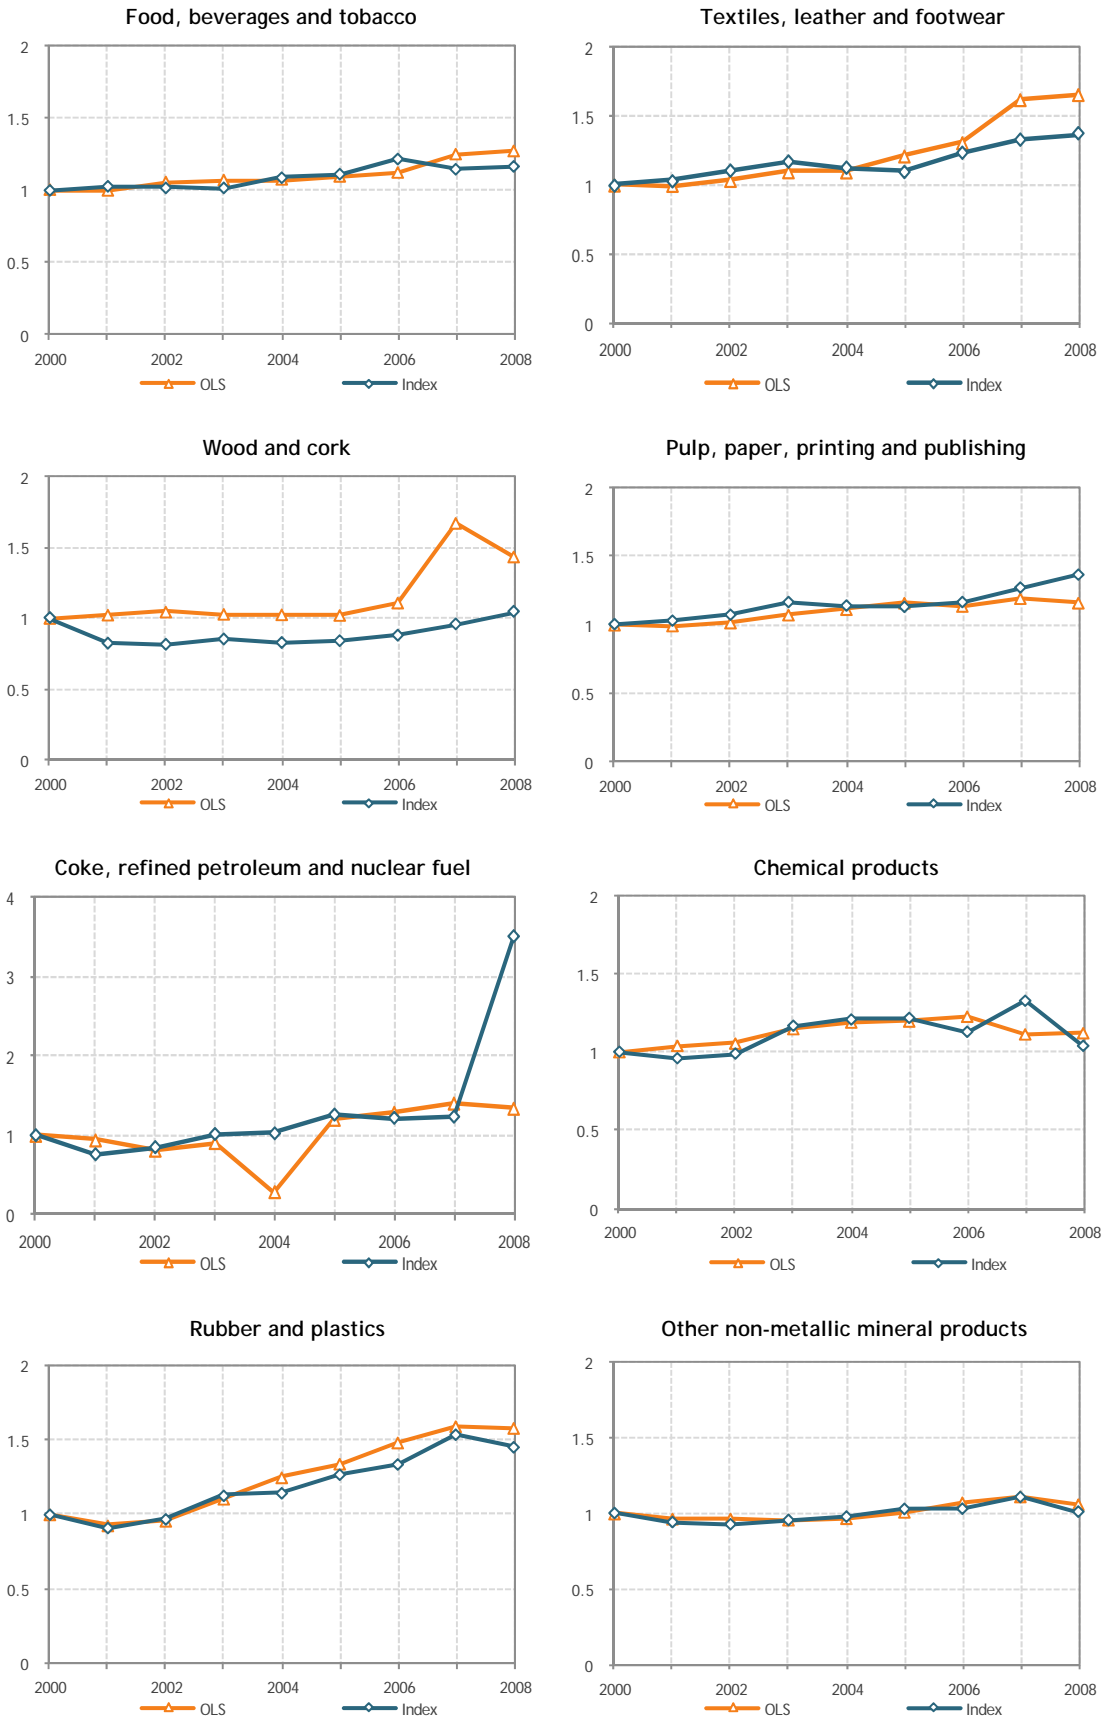 Food, beverages and tobacco
2
1.5
1
0.5
0
2000 2002 2004 2006 2008
OLS Index
Textiles, leather and footwear
2
1.5
1
0.5
0
2000 2002 2004 2006 2008
OLS Index
Wood and cork
2
1.5
1
0.5
0
2000 2002 2004 2006 2008
OLS Index
Pulp, paper, printing and publishing
2
1.5
1
0.5
0
2000 2002 2004 2006 2008
OLS Index
Coke, refined petroleum and nuclear fuel
4
3
2
1
0
2000 2002 2004 2006 2008
OLS Index
Chemical products
2
1.5
1
0.5
0
2000 2002 2004 2006 2008
OLS Index
Rubber and plastics
2
1.5
1
0.5
0
2000 2002 2004 2006 2008
OLS Index
Other non-metallic mineral products
2
1.5
1
0.5
0
2000 2002 2004 2006 2008
OLS Index